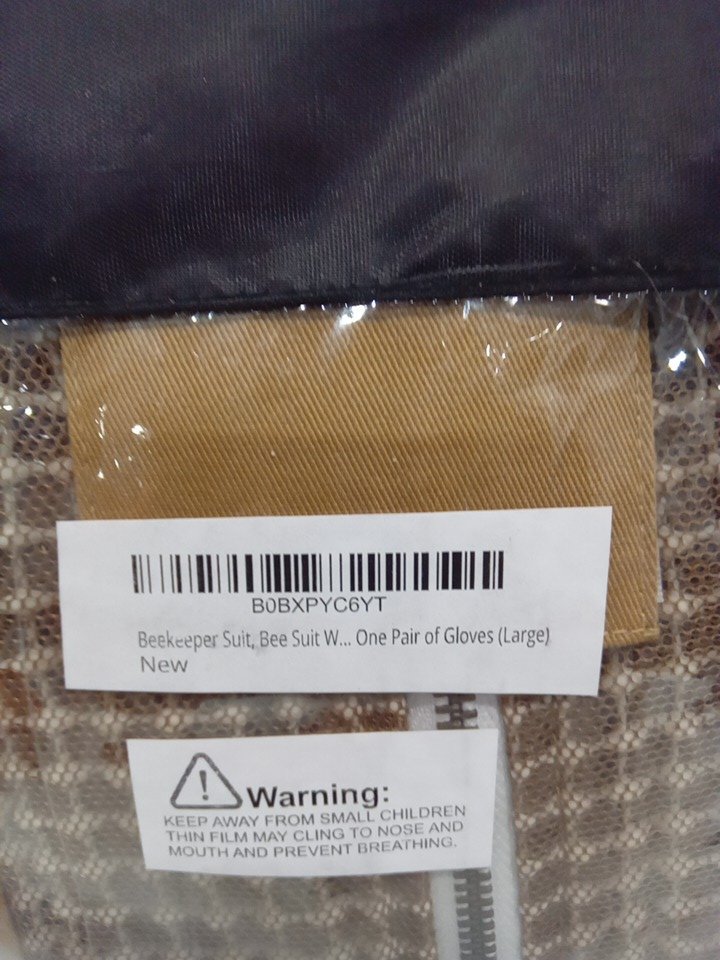 B0BXPYC6YT
Beekeeper Suit, Bee Suit W... One Pair of Gloves (Large)
New
Warning:
KEEP AWAY FROM SMALL CHILDREN
THIN FILM MAY CLING TO NOSE AND
MOUTH AND PREVENT BREATHING.